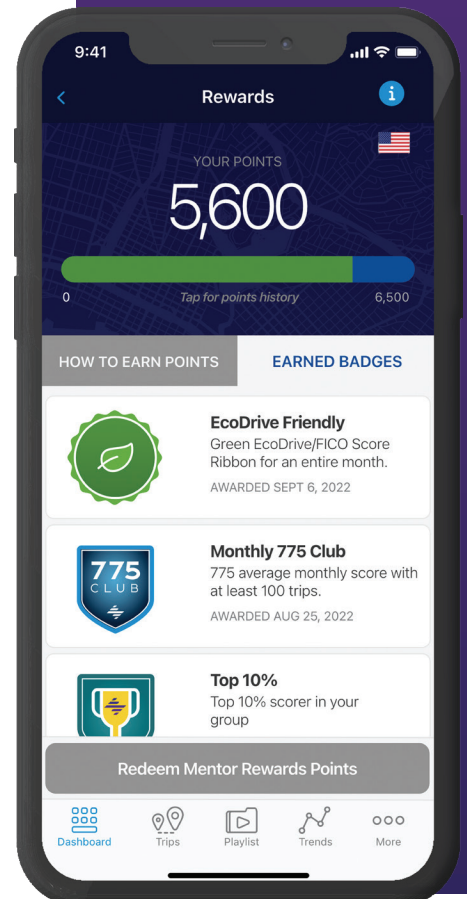 9:41
Rewards
i
YOUR POINTS
5,600
0
Tap for points history
6,500
HOW TO EARN POINTS
EARNED BADGES
EcoDrive Friendly
Green EcoDrive/FICO Score
Ribbon for an entire month.
AWARDED SEPT 6, 2022
775
CLUB
Monthly 775 Club
775 average monthly score with
at least 100 trips.
AWARDED AUG 25, 2022
Top 10%
Top 10% scorer in your
group
Redeem Mentor Rewards Points
Dashboard
Trips
Playlist
Trends
More